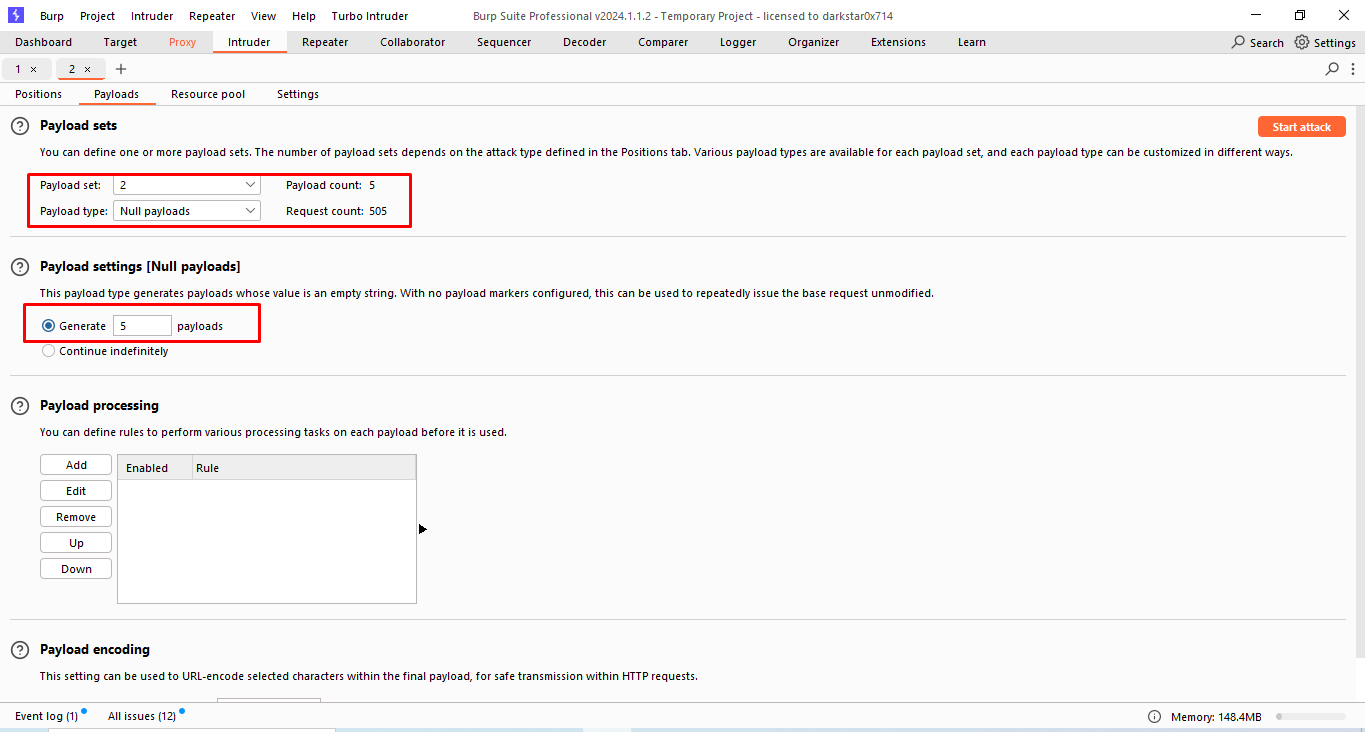 Burp Project Intruder Repeater View Help Turbo Intruder Burp Suite Professional v2024.1.1.2 - Temporary Project - licensed to darkstar0x714
Dashboard Target Proxy Intruder Repeater Collaborator Sequencer Decoder Comparer Logger Organizer Extensions Learn Search Settings
1 × 2 × +
Positions Payloads Resource pool Settings
? Payload sets
Start attack
You can define one or more payload sets. The number of payload sets depends on the attack type defined in the Positions tab. Various payload types are available for each payload set, and each payload type can be customized in different ways.
Payload set: 2 Payload count: 5
Payload type: Null payloads Request count: 505
? Payload settings [Null payloads]
This payload type generates payloads whose value is an empty string. With no payload markers configured, this can be used to repeatedly issue the base request unmodified.
Generate 5 payloads
Continue indefinitely
? Payload processing
You can define rules to perform various processing tasks on each payload before it is used.
Add Enabled Rule
Edit
Remove
Up
Down
? Payload encoding
This setting can be used to URL-encode selected characters within the final payload, for safe transmission within HTTP requests.
Event log (1) All issues (12) Memory: 148.4MB